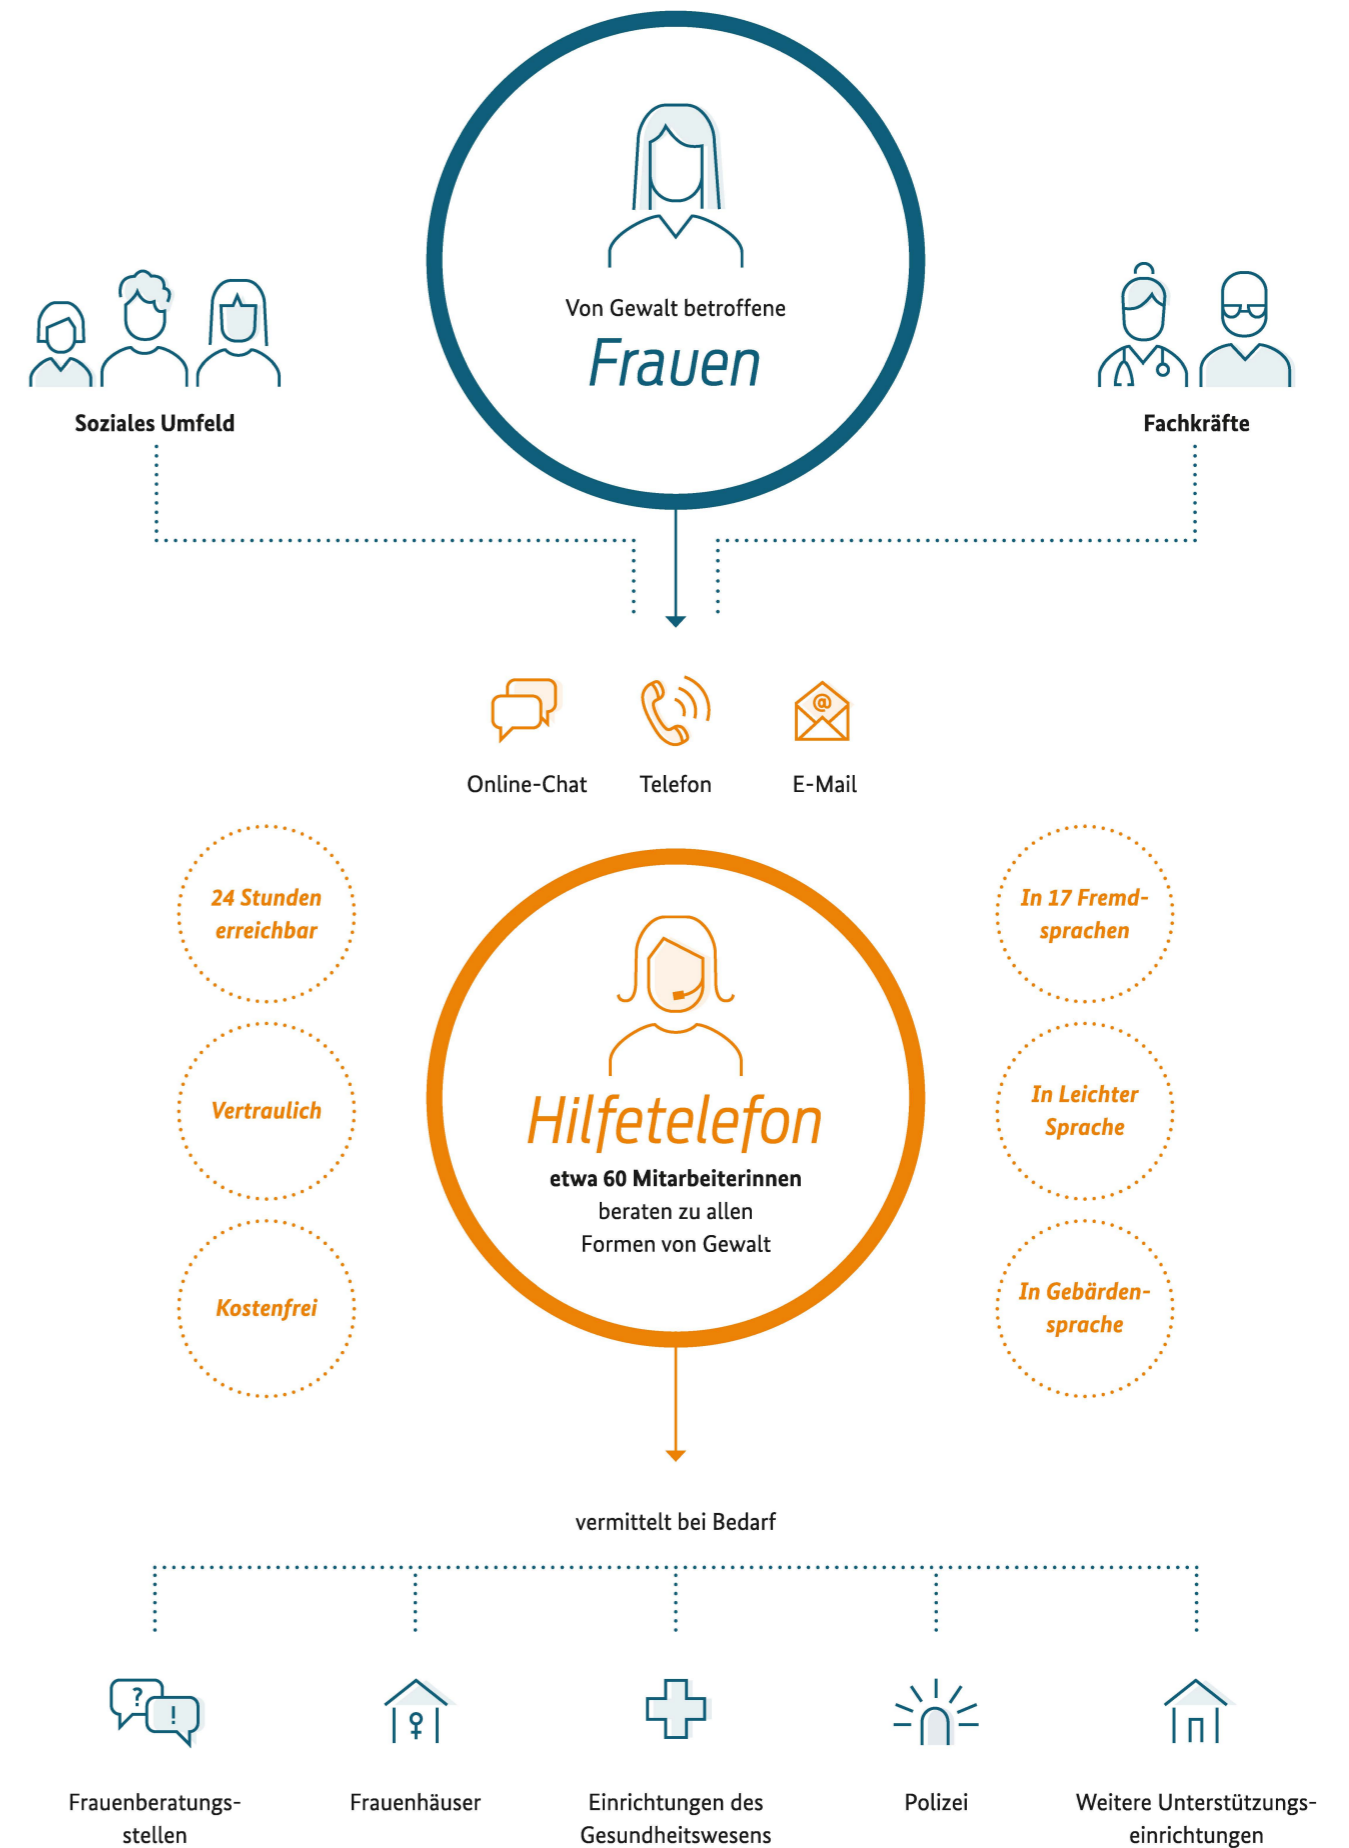 Von Gewalt betroffene
Frauen
Soziales Umfeld
Fachkräfte
Online-Chat
Telefon
E-Mail
@
24 Stunden
erreichbar
In 17 Fremd-
sprachen
Vertraulich
In Leichter
Sprache
Kostenfrei
In Gebärden-
sprache
Hilfetelefon
etwa 60 Mitarbeiterinnen
beraten zu allen
Formen von Gewalt
vermittelt bei Bedarf
? !
Frauenberatungs-
stellen
Frauenhäuser
Einrichtungen des
Gesundheitswesens
Polizei
Weitere Unterstützungs-
einrichtungen